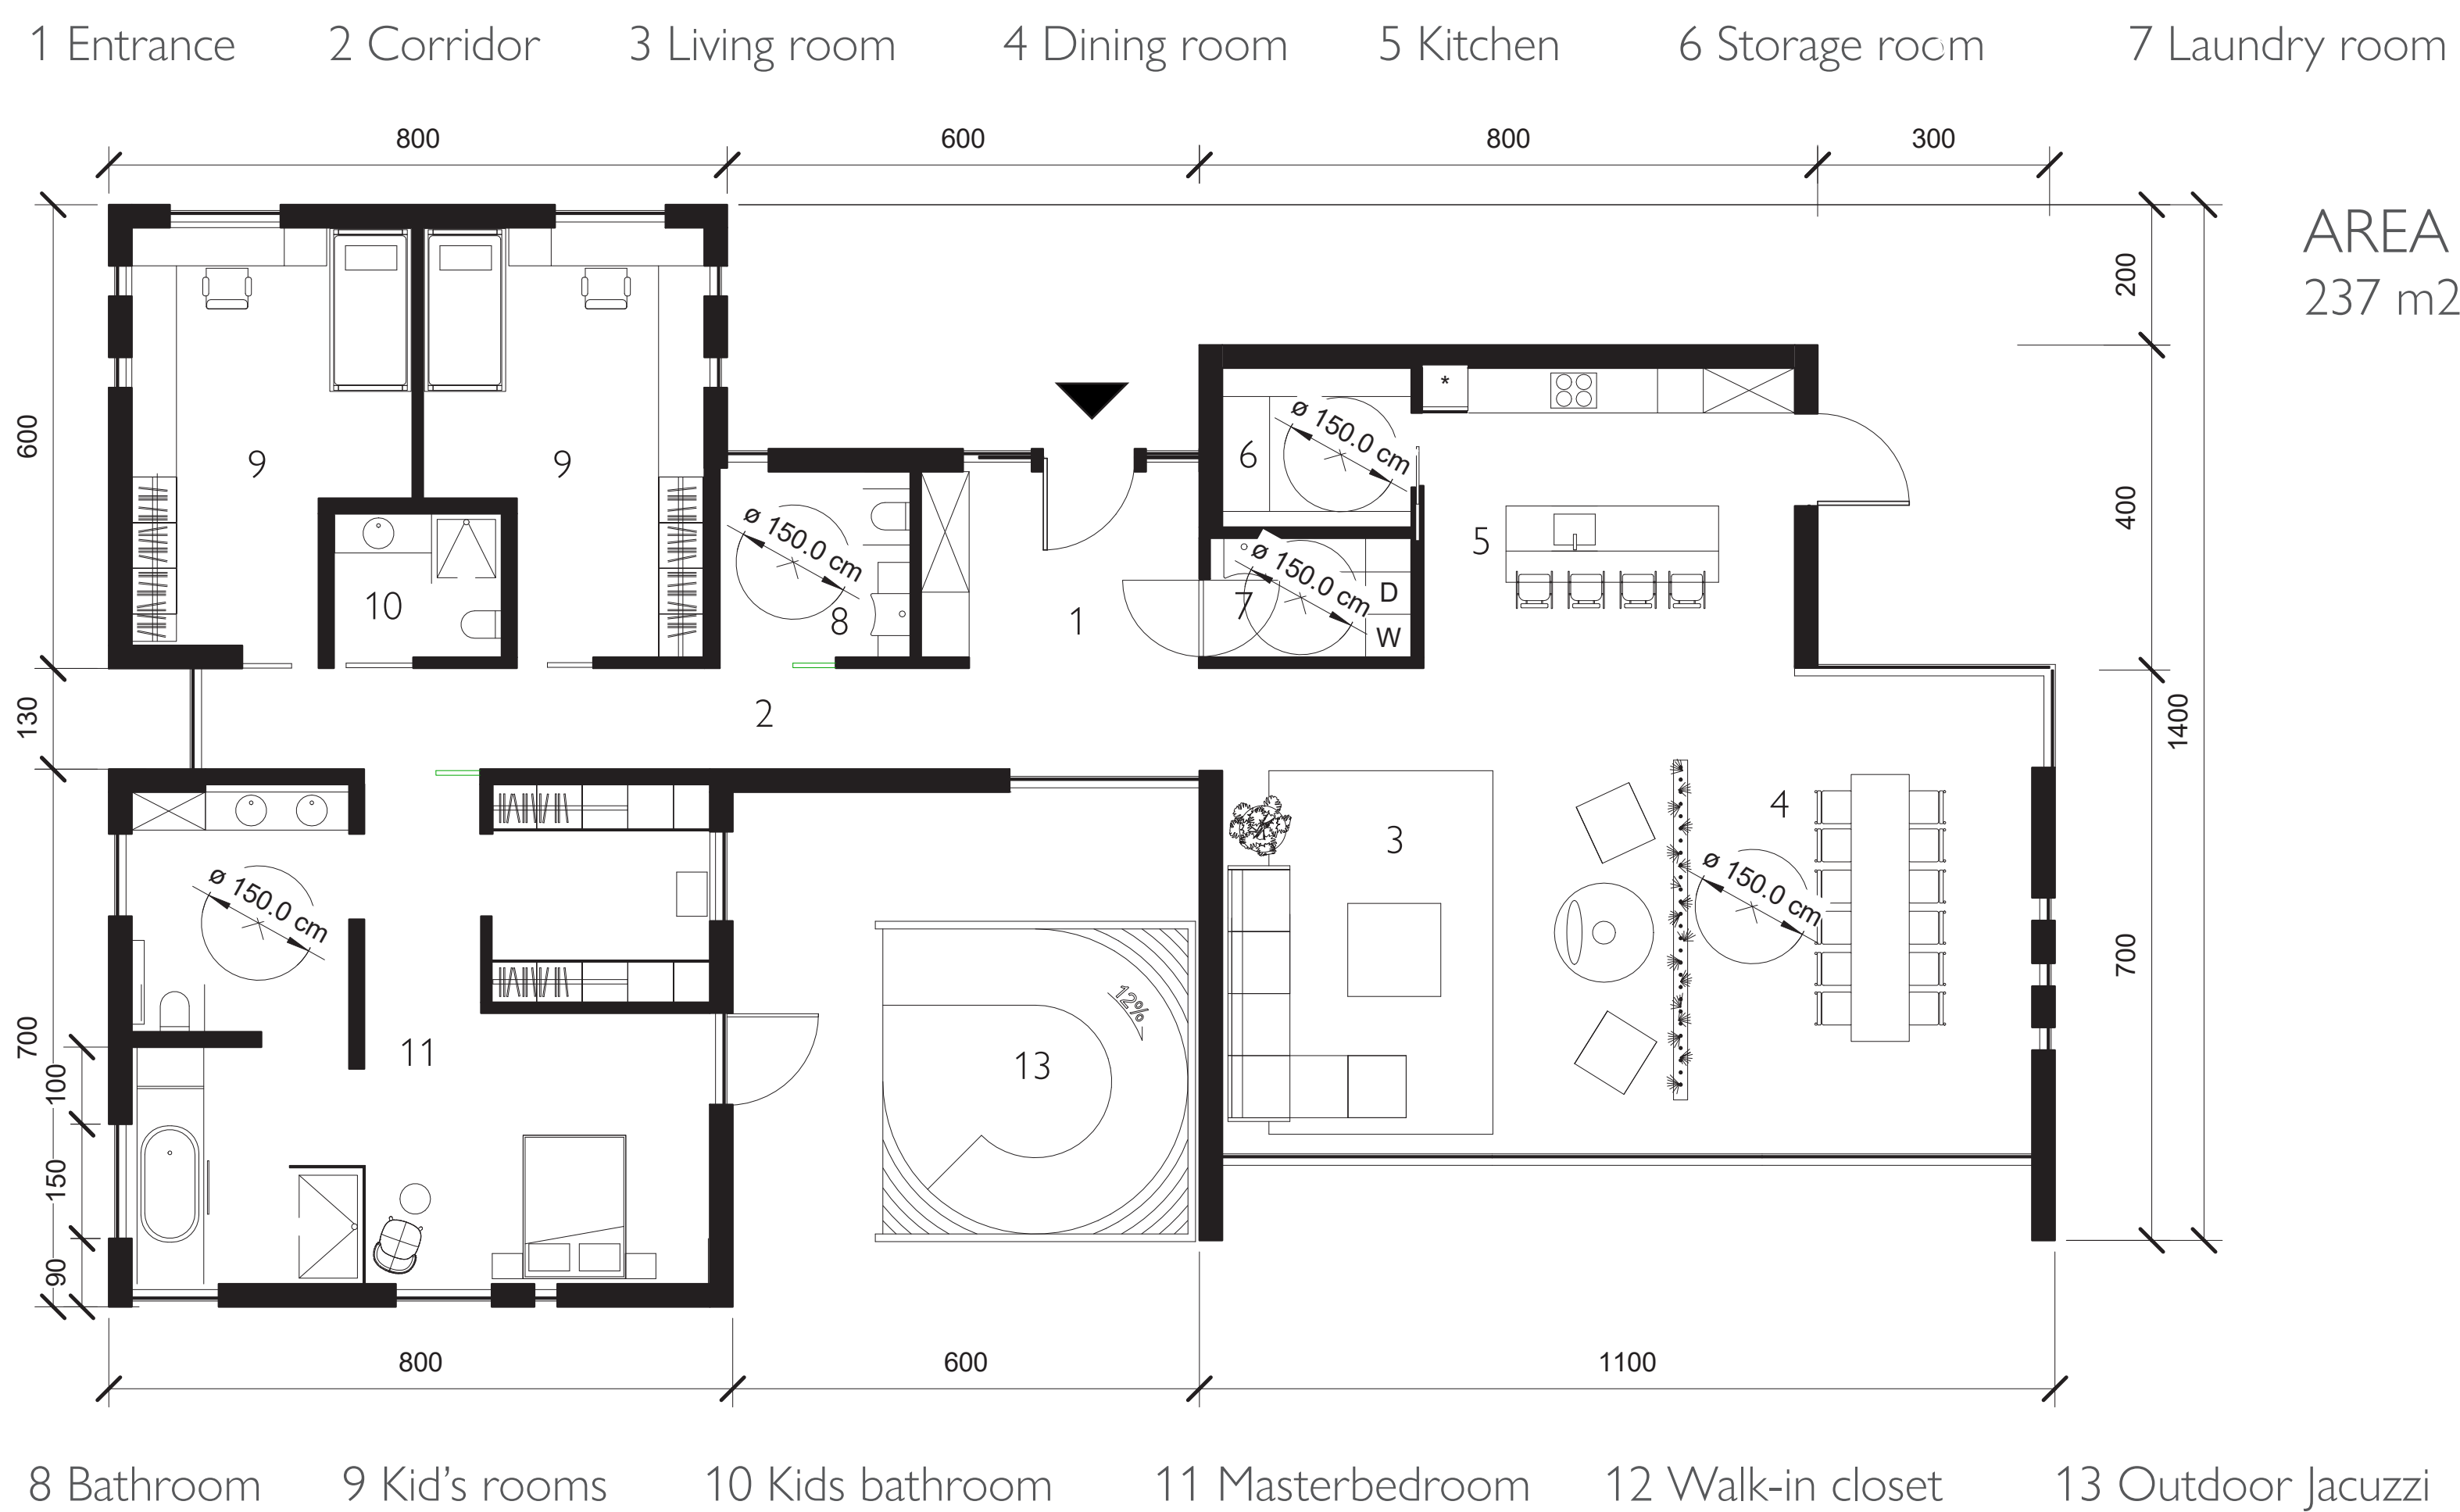 1 Entrance 2 Corridor 3 Living room 4 Dining room 5 Kitchen 6 Storage room 7 Laundry room
800 600 800 300
AREA
237 m2
200
600
*
ø 150.0 cm
6
9 9
400
5
ø 150.0 cm
ø 150.0 cm
D
10
8
1
7
W
130
2
1400
4
3
ø 150.0 cm
ø 150.0 cm
700
12%
700
11
13
100
150
90
800 600 1100
8 Bathroom 9 Kid's rooms 10 Kids bathroom 11 Masterbedroom 12 Walk-in closet 13 Outdoor Jacuzzi